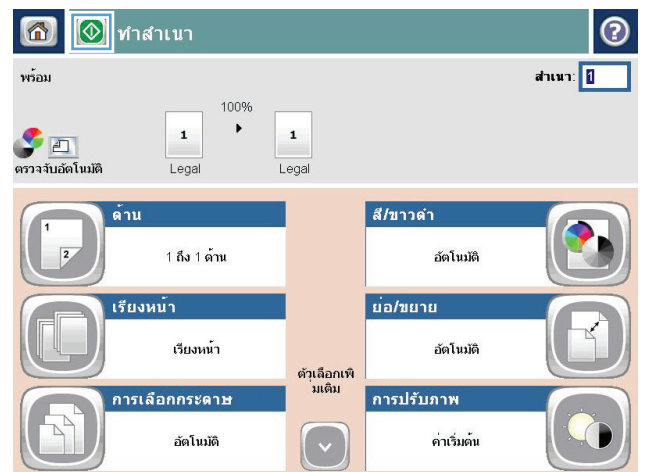 ทำสำเนา
พร้อม
สำเนา: 1
100%
1
1
ตรวจจับอัตโนมัติ
Legal
Legal
ด้าน
1
2
1 ถึง 1 ด้าน
สี/ขาวดำ
อัตโนมัติ
เรียงหน้า
เรียงหน้า
ย่อ/ขยาย
อัตโนมัติ
ตัวเลือกเพิ
่มเติม
การเลือกกระดาษ
อัตโนมัติ
การปรับภาพ
ค่าเริ่มต้น